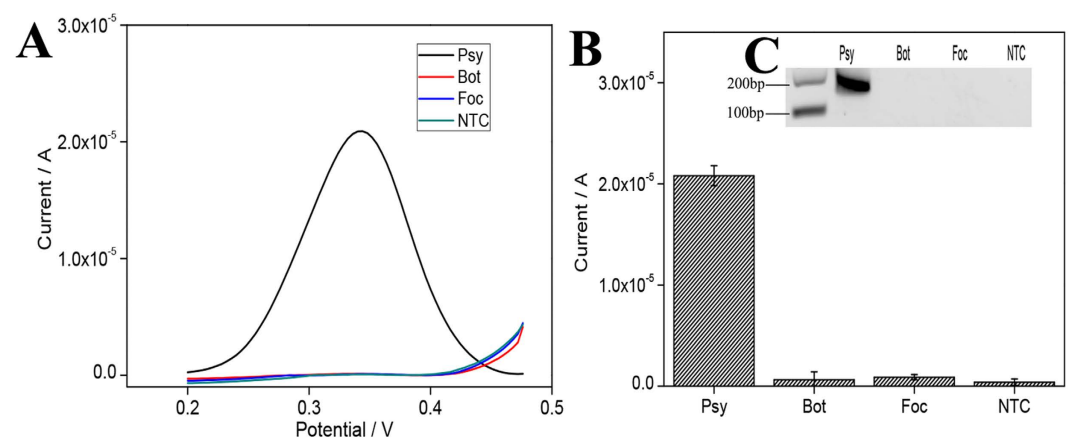 A
3.0x10-5
2.0x10-5
1.0x10-5
0.0
Current / A
0.2 0.3 0.4 0.5
Potential / V
Psy
Bot
Foc
NTC
B
3.0x10-5
2.0x10-5
1.0x10-5
0.0
Current / A
Psy Bot Foc NTC
C
Psy Bot Foc NTC
200bp
100bp